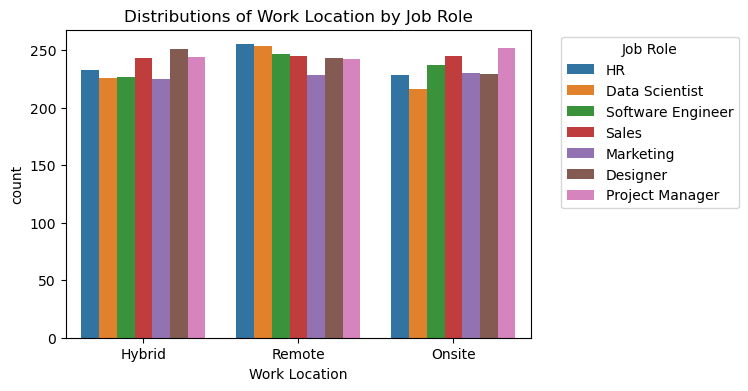 Distributions of Work Location by Job Role
count
250
200
150
100
50
0
Hybrid
Remote
Onsite
Work Location
Job Role
HR
Data Scientist
Software Engineer
Sales
Marketing
Designer
Project Manager